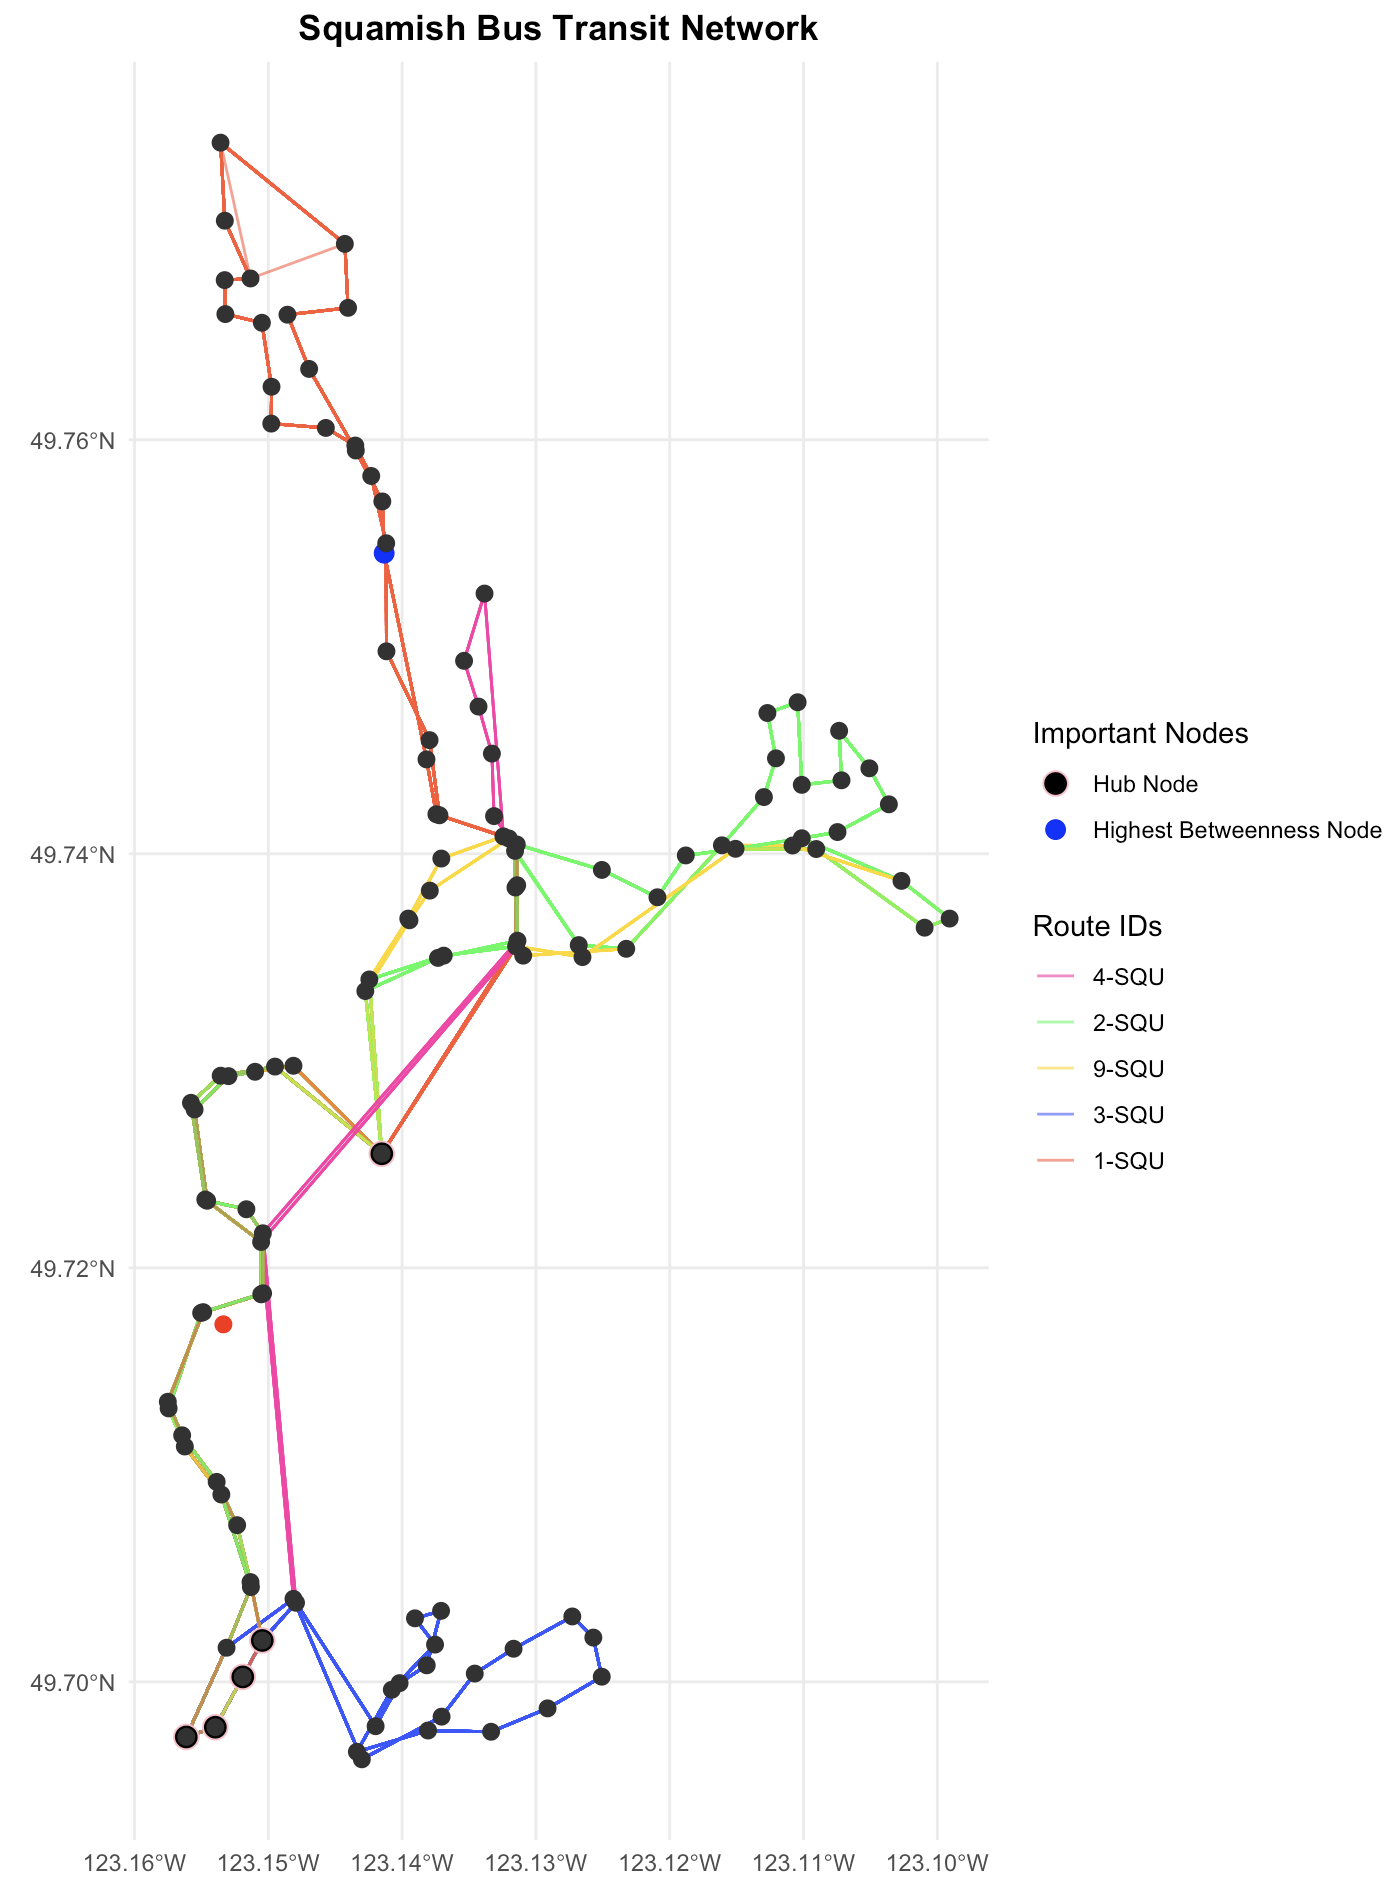 Squamish Bus Transit Network
49.76°N
49.74°N
49.72°N
49.70°N
123.16°W
123.15°W
123.14°W
123.13°W
123.12°W
123.11°W
123.10°W
Important Nodes
Hub Node
Highest Betweenness Node
Route IDs
4-SQU
2-SQU
9-SQU
3-SQU
1-SQU